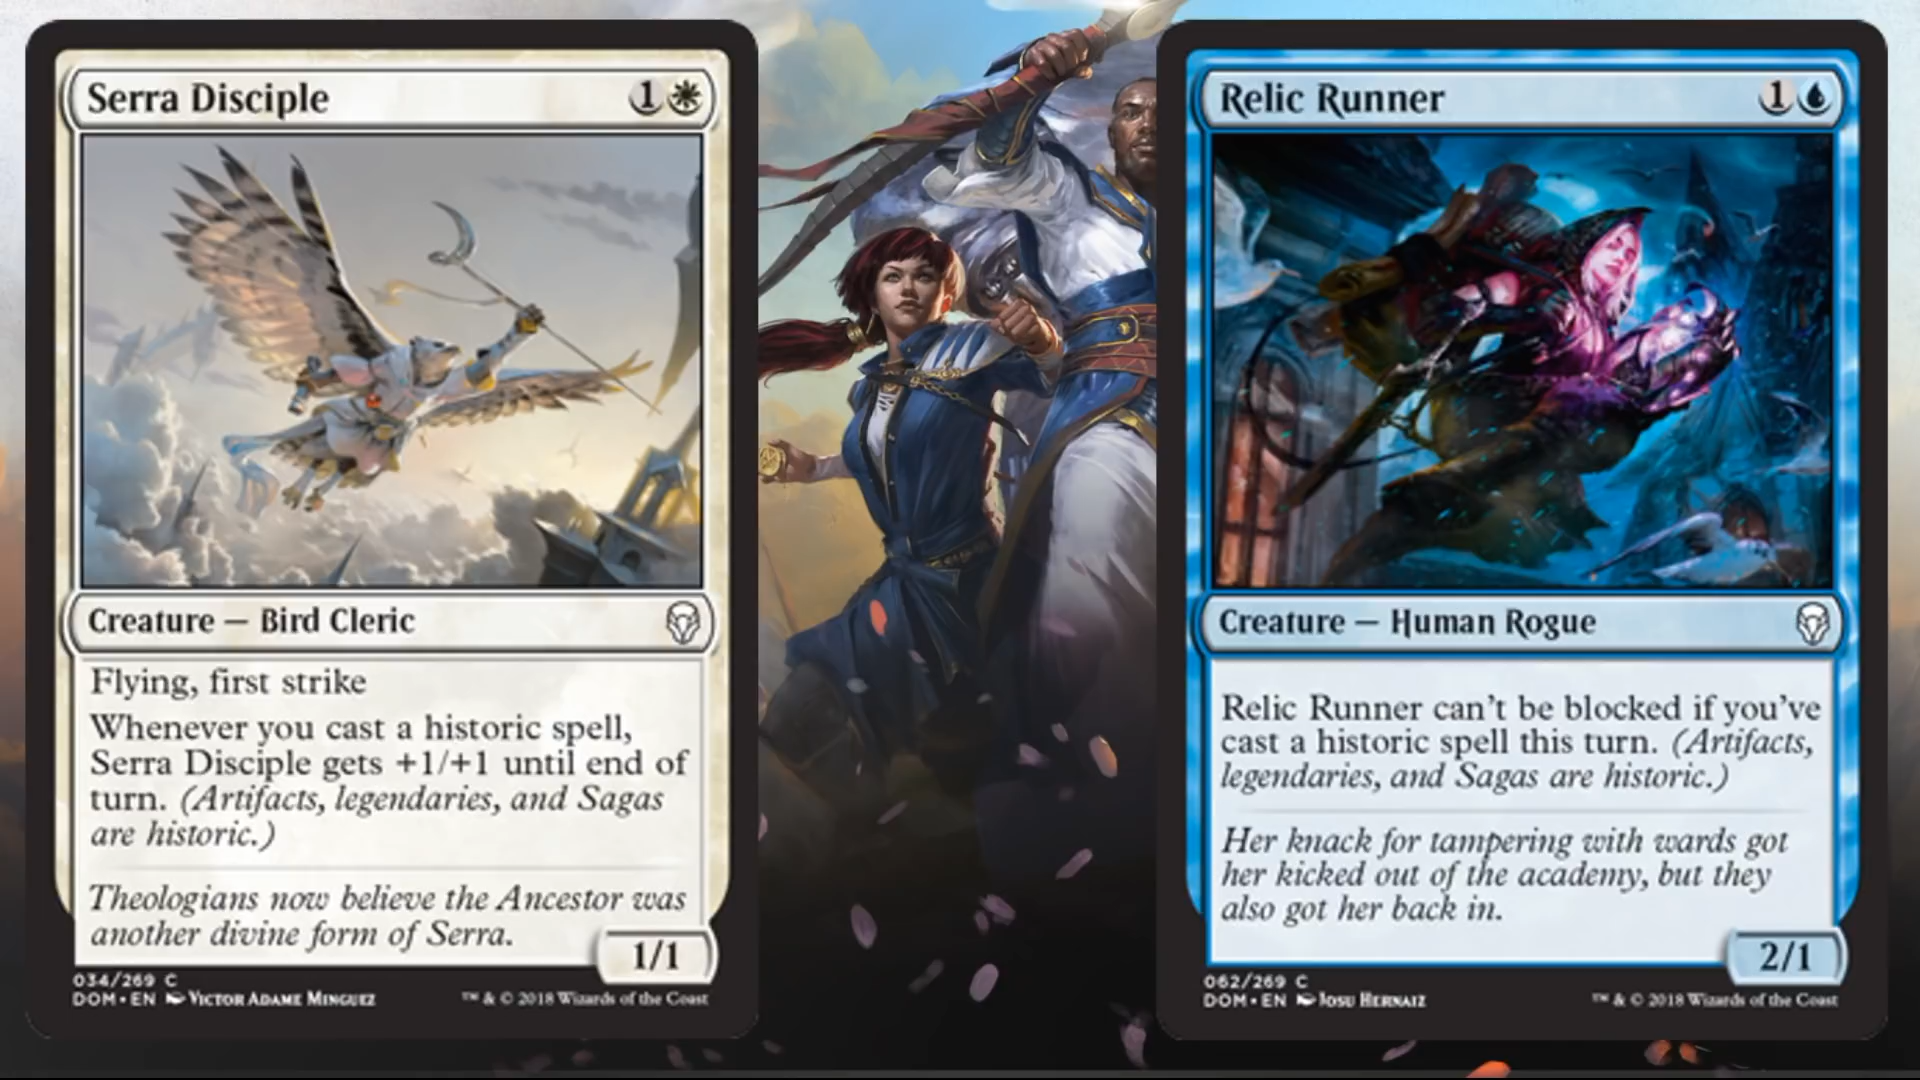 Serra Disciple
1
Creature — Bird Cleric
Flying, first strike
Whenever you cast a historic spell,
Serra Disciple gets +1/+1 until end of
turn. (Artifacts, legendaries, and Sagas
are historic.)
Theologians now believe the Ancestor was
another divine form of Serra.
1/1
034/269 C
DOM • EN Victor Adame Minguez
™ & © 2018 Wizards of the Coast
Relic Runner
1
Creature — Human Rogue
Relic Runner can't be blocked if you've
cast a historic spell this turn. (Artifacts,
legendaries, and Sagas are historic.)
Her knack for tampering with wards got
her kicked out of the academy, but they
also got her back in.
2/1
062/269 C
DOM • EN Josu Hernaiz
™ & © 2018 Wizards of the Coast